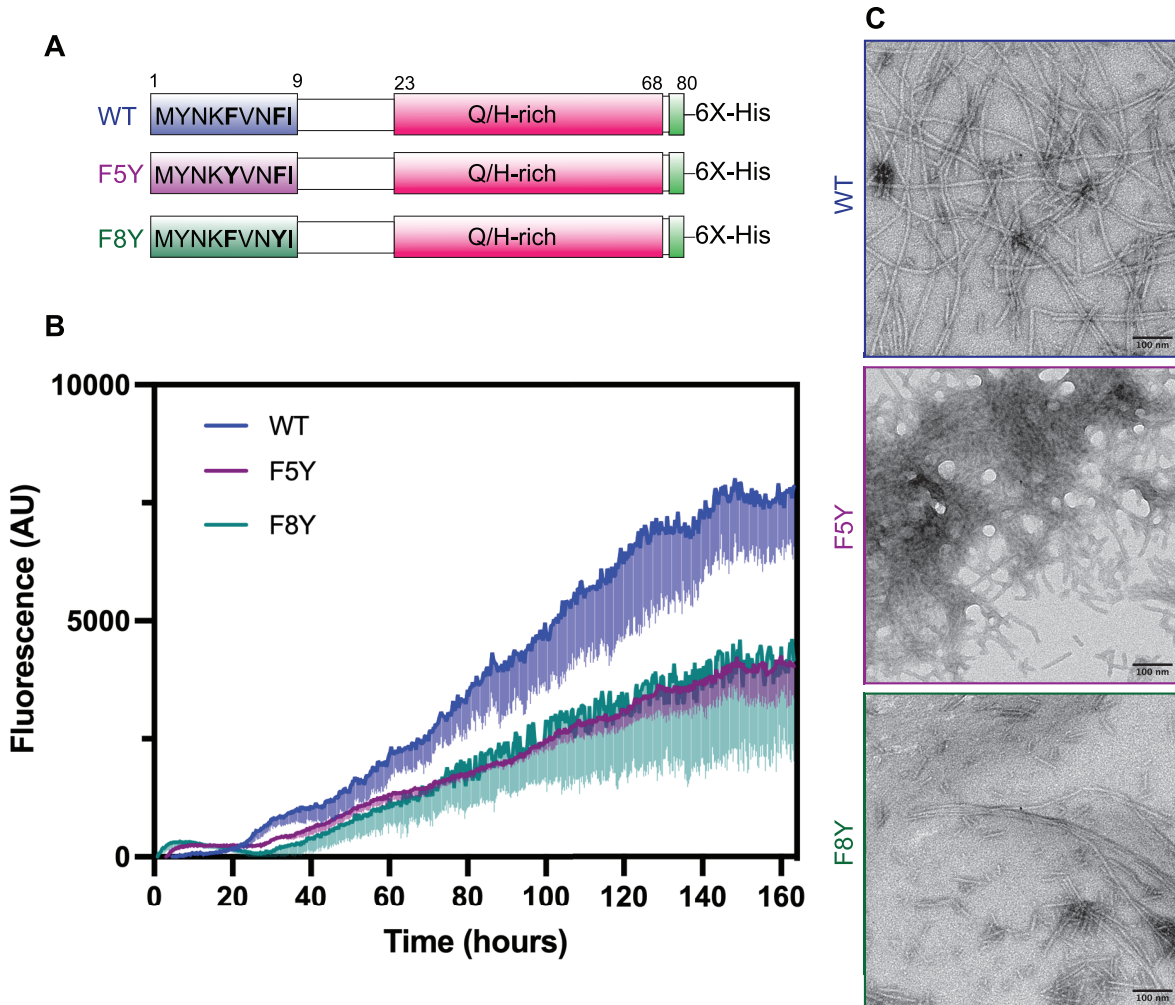 A
1 9 23 68 80
WT MYNKFVNFI Q/H-rich 6X-His
F5Y MYNKYVNFI Q/H-rich 6X-His
F8Y MYNKFVNYI Q/H-rich 6X-His
B
Fluorescence (AU)
10000
5000
0
WT
F5Y
F8Y
0 20 40 60 80 100 120 140 160
Time (hours)
C
WT
100 nm
F5Y
100 nm
F8Y
100 nm